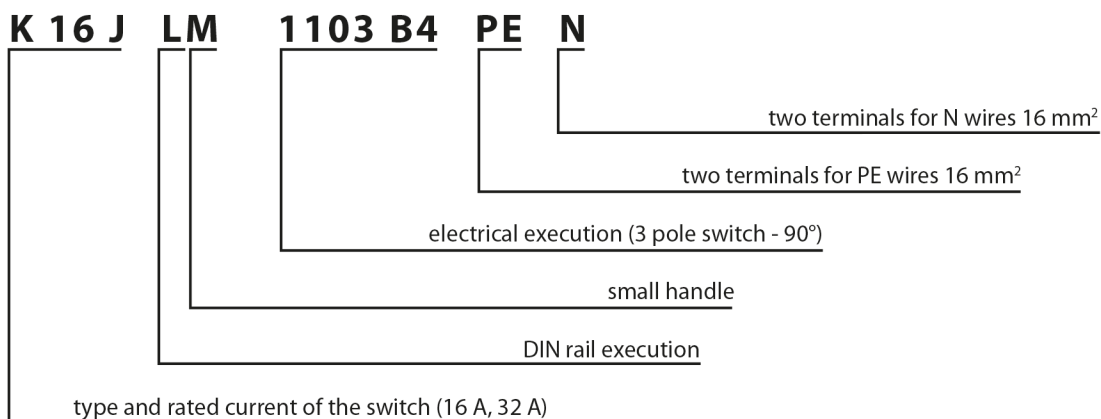 K 16 J LM 1103 B4 PE N
two terminals for N wires 16 mm²
two terminals for PE wires 16 mm²
electrical execution (3 pole switch - 90°)
small handle
DIN rail execution
type and rated current of the switch (16 A, 32 A)